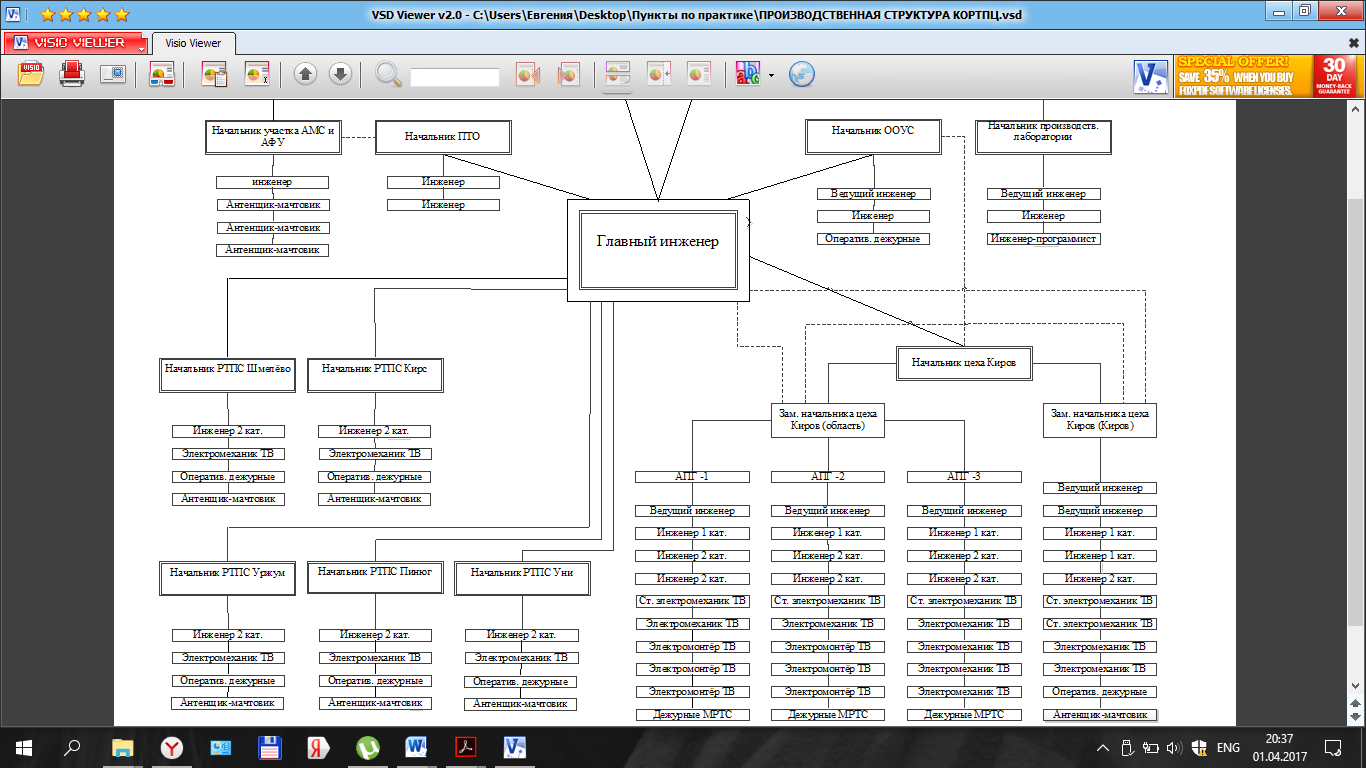 VSD Viewer v2.0 - C:\Users\Евгения\Desktop\Пункты по практике\ПРОИЗВОДСТВЕННАЯ СТРУКТУРА КОРТПЦ.vsd
VISIO VIEWER
Visio Viewer
VISIO
SPECIAL OFFER!
SAVE 35% WHEN YOU BUY
FOXPDF SOFTWARE LICENSES.
30
DAY
MONEY-BACK
GUARANTEE
Начальник участка АМС и
АФУ
инженер
Антенщик-мачтовик
Антенщик-мачтовик
Антенщик-мачтовик
Начальник ПТО
Инженер
Инженер
Начальник ООУС
Ведущий инженер
Инженер
Оператив. дежурные
Начальник производств.
лаборатории
Ведущий инженер
Инженер
Инженер-программист
Главный инженер
Начальник РТПС Шмелёво
Инженер 2 кат.
Электромеханик ТВ
Оператив. дежурные
Антенщик-мачтовик
Начальник РТПС Кирс
Инженер 2 кат.
Электромеханик ТВ
Оператив. дежурные
Антенщик-мачтовик
Начальник РТПС Уржум
Инженер 2 кат.
Электромеханик ТВ
Оператив. дежурные
Антенщик-мачтовик
Начальник РТПС Пинюг
Инженер 2 кат.
Электромеханик ТВ
Оператив. дежурные
Антенщик-мачтовик
Начальник РТПС Уни
Инженер 2 кат.
Электромеханик ТВ
Оператив. дежурные
Антенщик-мачтовик
Начальник цеха Киров
Зам. начальника цеха
Киров (область)
АПГ -1
Ведущий инженер
Инженер 1 кат.
Инженер 2 кат.
Инженер 2 кат.
Ст. электромеханик ТВ
Электромеханик ТВ
Электромонтёр ТВ
Электромонтёр ТВ
Электромонтёр ТВ
Дежурные МРТС
АПГ -2
Ведущий инженер
Инженер 1 кат.
Инженер 2 кат.
Инженер 2 кат.
Ст. электромеханик ТВ
Электромеханик ТВ
Электромонтёр ТВ
Электромонтёр ТВ
Электромонтёр ТВ
Дежурные МРТС
АПГ -3
Ведущий инженер
Инженер 1 кат.
Инженер 2 кат.
Инженер 2 кат.
Ст. электромеханик ТВ
Электромеханик ТВ
Электромеханик ТВ
Электромеханик ТВ
Электромеханик ТВ
Дежурные МРТС
Зам. начальника цеха
Киров (Киров)
Ведущий инженер
Ведущий инженер
Инженер 1 кат.
Инженер 1 кат.
Инженер 2 кат.
Ст. электромеханик ТВ
Ст. электромеханик ТВ
Электромеханик ТВ
Электромеханик ТВ
Оператив. дежурные
Антенщик-мачтовик
ENG
20:37
01.04.2017